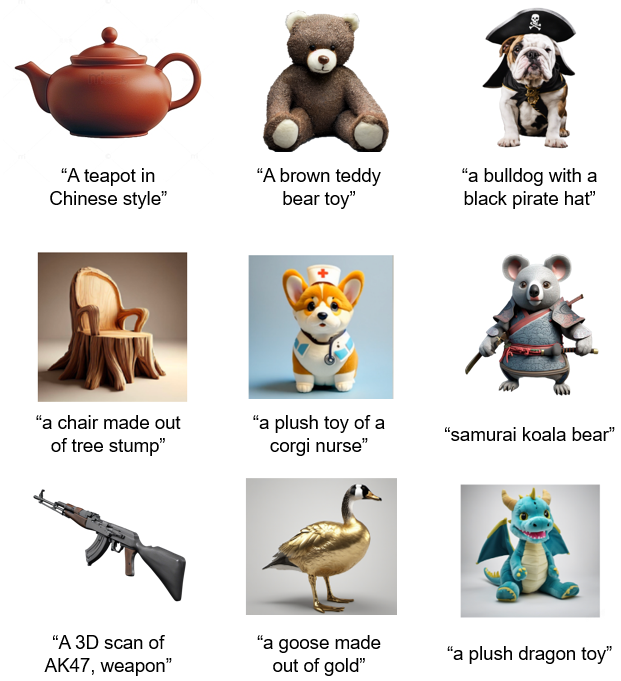 “A teapot in
Chinese style”
“A brown teddy
bear toy”
“a bulldog with a
black pirate hat”
“a chair made out
of tree stump”
“a plush toy of a
corgi nurse”
“samurai koala bear”
“A 3D scan of
AK47, weapon”
“a goose made
out of gold”
“a plush dragon toy”